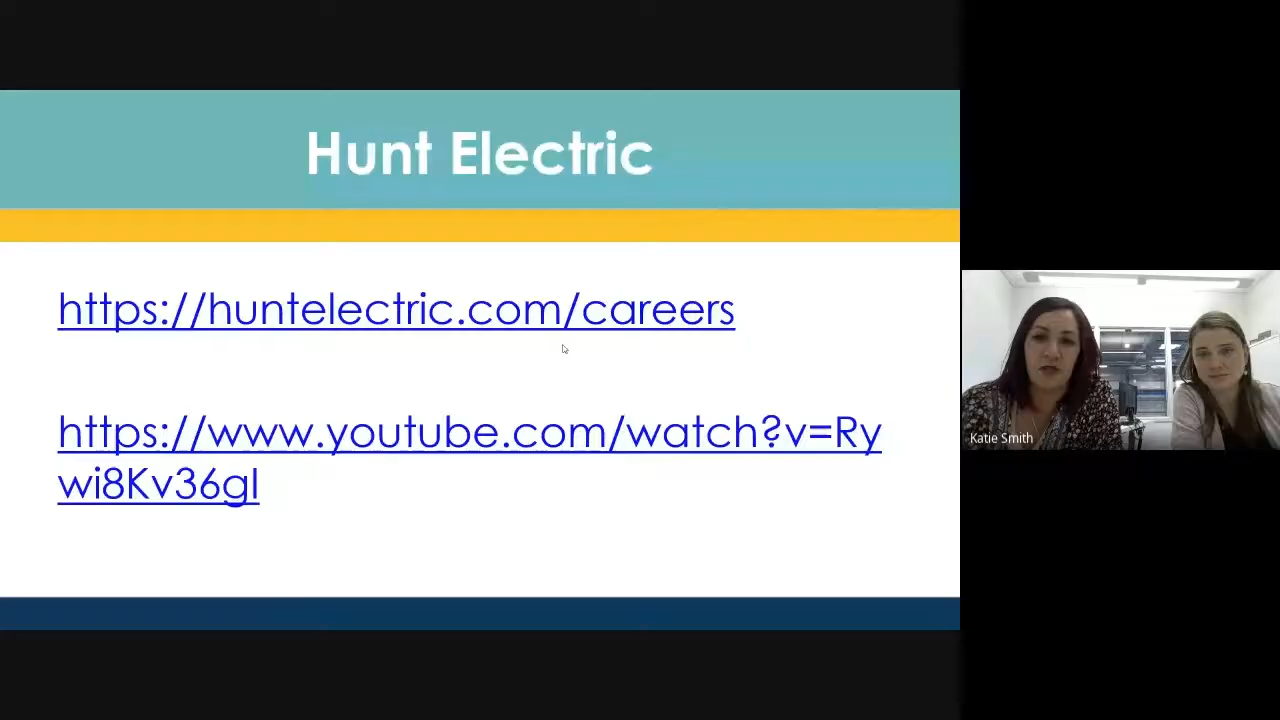 Hunt Electric
https://huntelectric.com/careers
https://www.youtube.com/watch?v=Ry
wi8Kv36gI
Katie Smith